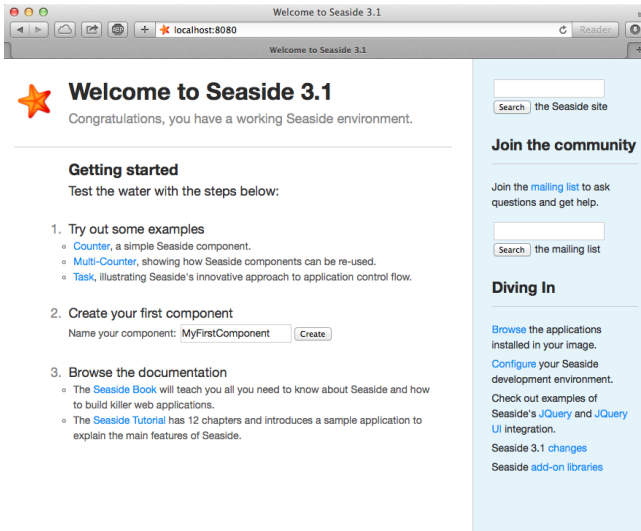 Welcome to Seaside 3.1
localhost:8080
Reader
Welcome to Seaside 3.1
Welcome to Seaside 3.1
Congratulations, you have a working Seaside environment.
Getting started
Test the water with the steps below:
1. Try out some examples
Counter, a simple Seaside component.
Multi-Counter, showing how Seaside components can be re-used.
Task, illustrating Seaside's innovative approach to application control flow.
2. Create your first component
Name your component: MyFirstComponent Create
3. Browse the documentation
The Seaside Book will teach you all you need to know about Seaside and how
to build killer web applications.
The Seaside Tutorial has 12 chapters and introduces a sample application to
explain the main features of Seaside.
Search the Seaside site
Join the community
Join the mailing list to ask
questions and get help.
Search the mailing list
Diving In
Browse the applications
installed in your image.
Configure your Seaside
development environment.
Check out examples of
Seaside's JQuery and JQuery
UI integration.
Seaside 3.1 changes
Seaside add-on libraries